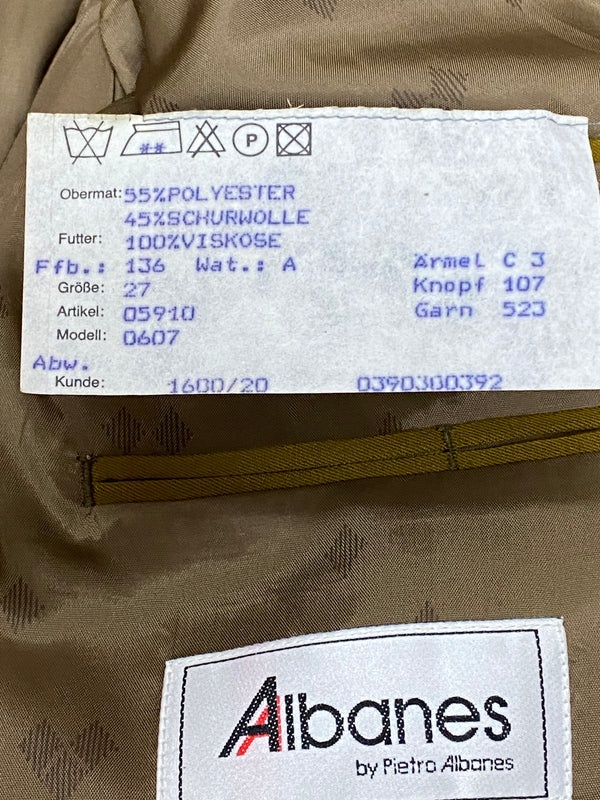 P
Obermat: 55%POLYESTER
45%SCHURWOLLE
Futter: 100%VISKOSE
Ffb.: 136 Wat.: A Ärmel C 3
Größe: 27 Knopf 107
Artikel: 05910 Garn 523
Modell: 0607
Abw.
Kunde: 1600/20 0390300392
Albanes
by Pietro Albanes